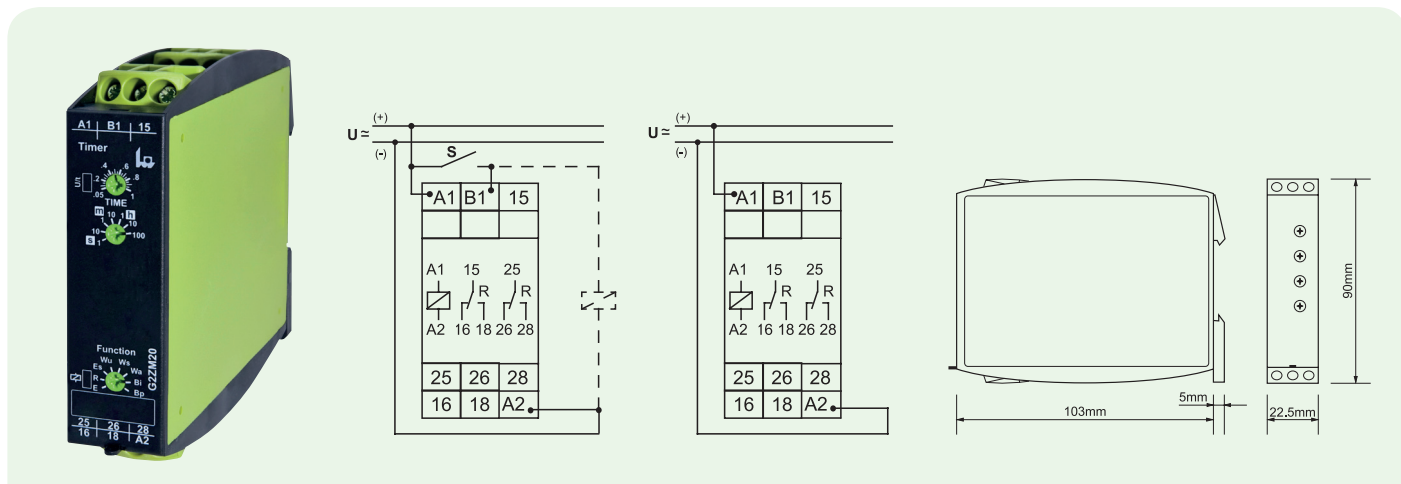 A1 B1 15
Timer
U/t
.05 .2 .4 .6 .8 1
TIME
m 1 10 1 h
s 1 10 10 100
Function
E R Es Wu Ws Wa Bi Bp
G2ZM20
25 26 28
16 18 A2
U ≃
(+)
(-)
S
A1 B1 15
A1 15 25
R R
A2 16 18 26 28
25 26 28
16 18 A2
U ≃
(+)
(-)
A1 B1 15
A1 15 25
R R
A2 16 18 26 28
25 26 28
16 18 A2
103mm
5mm
22.5mm
90mm